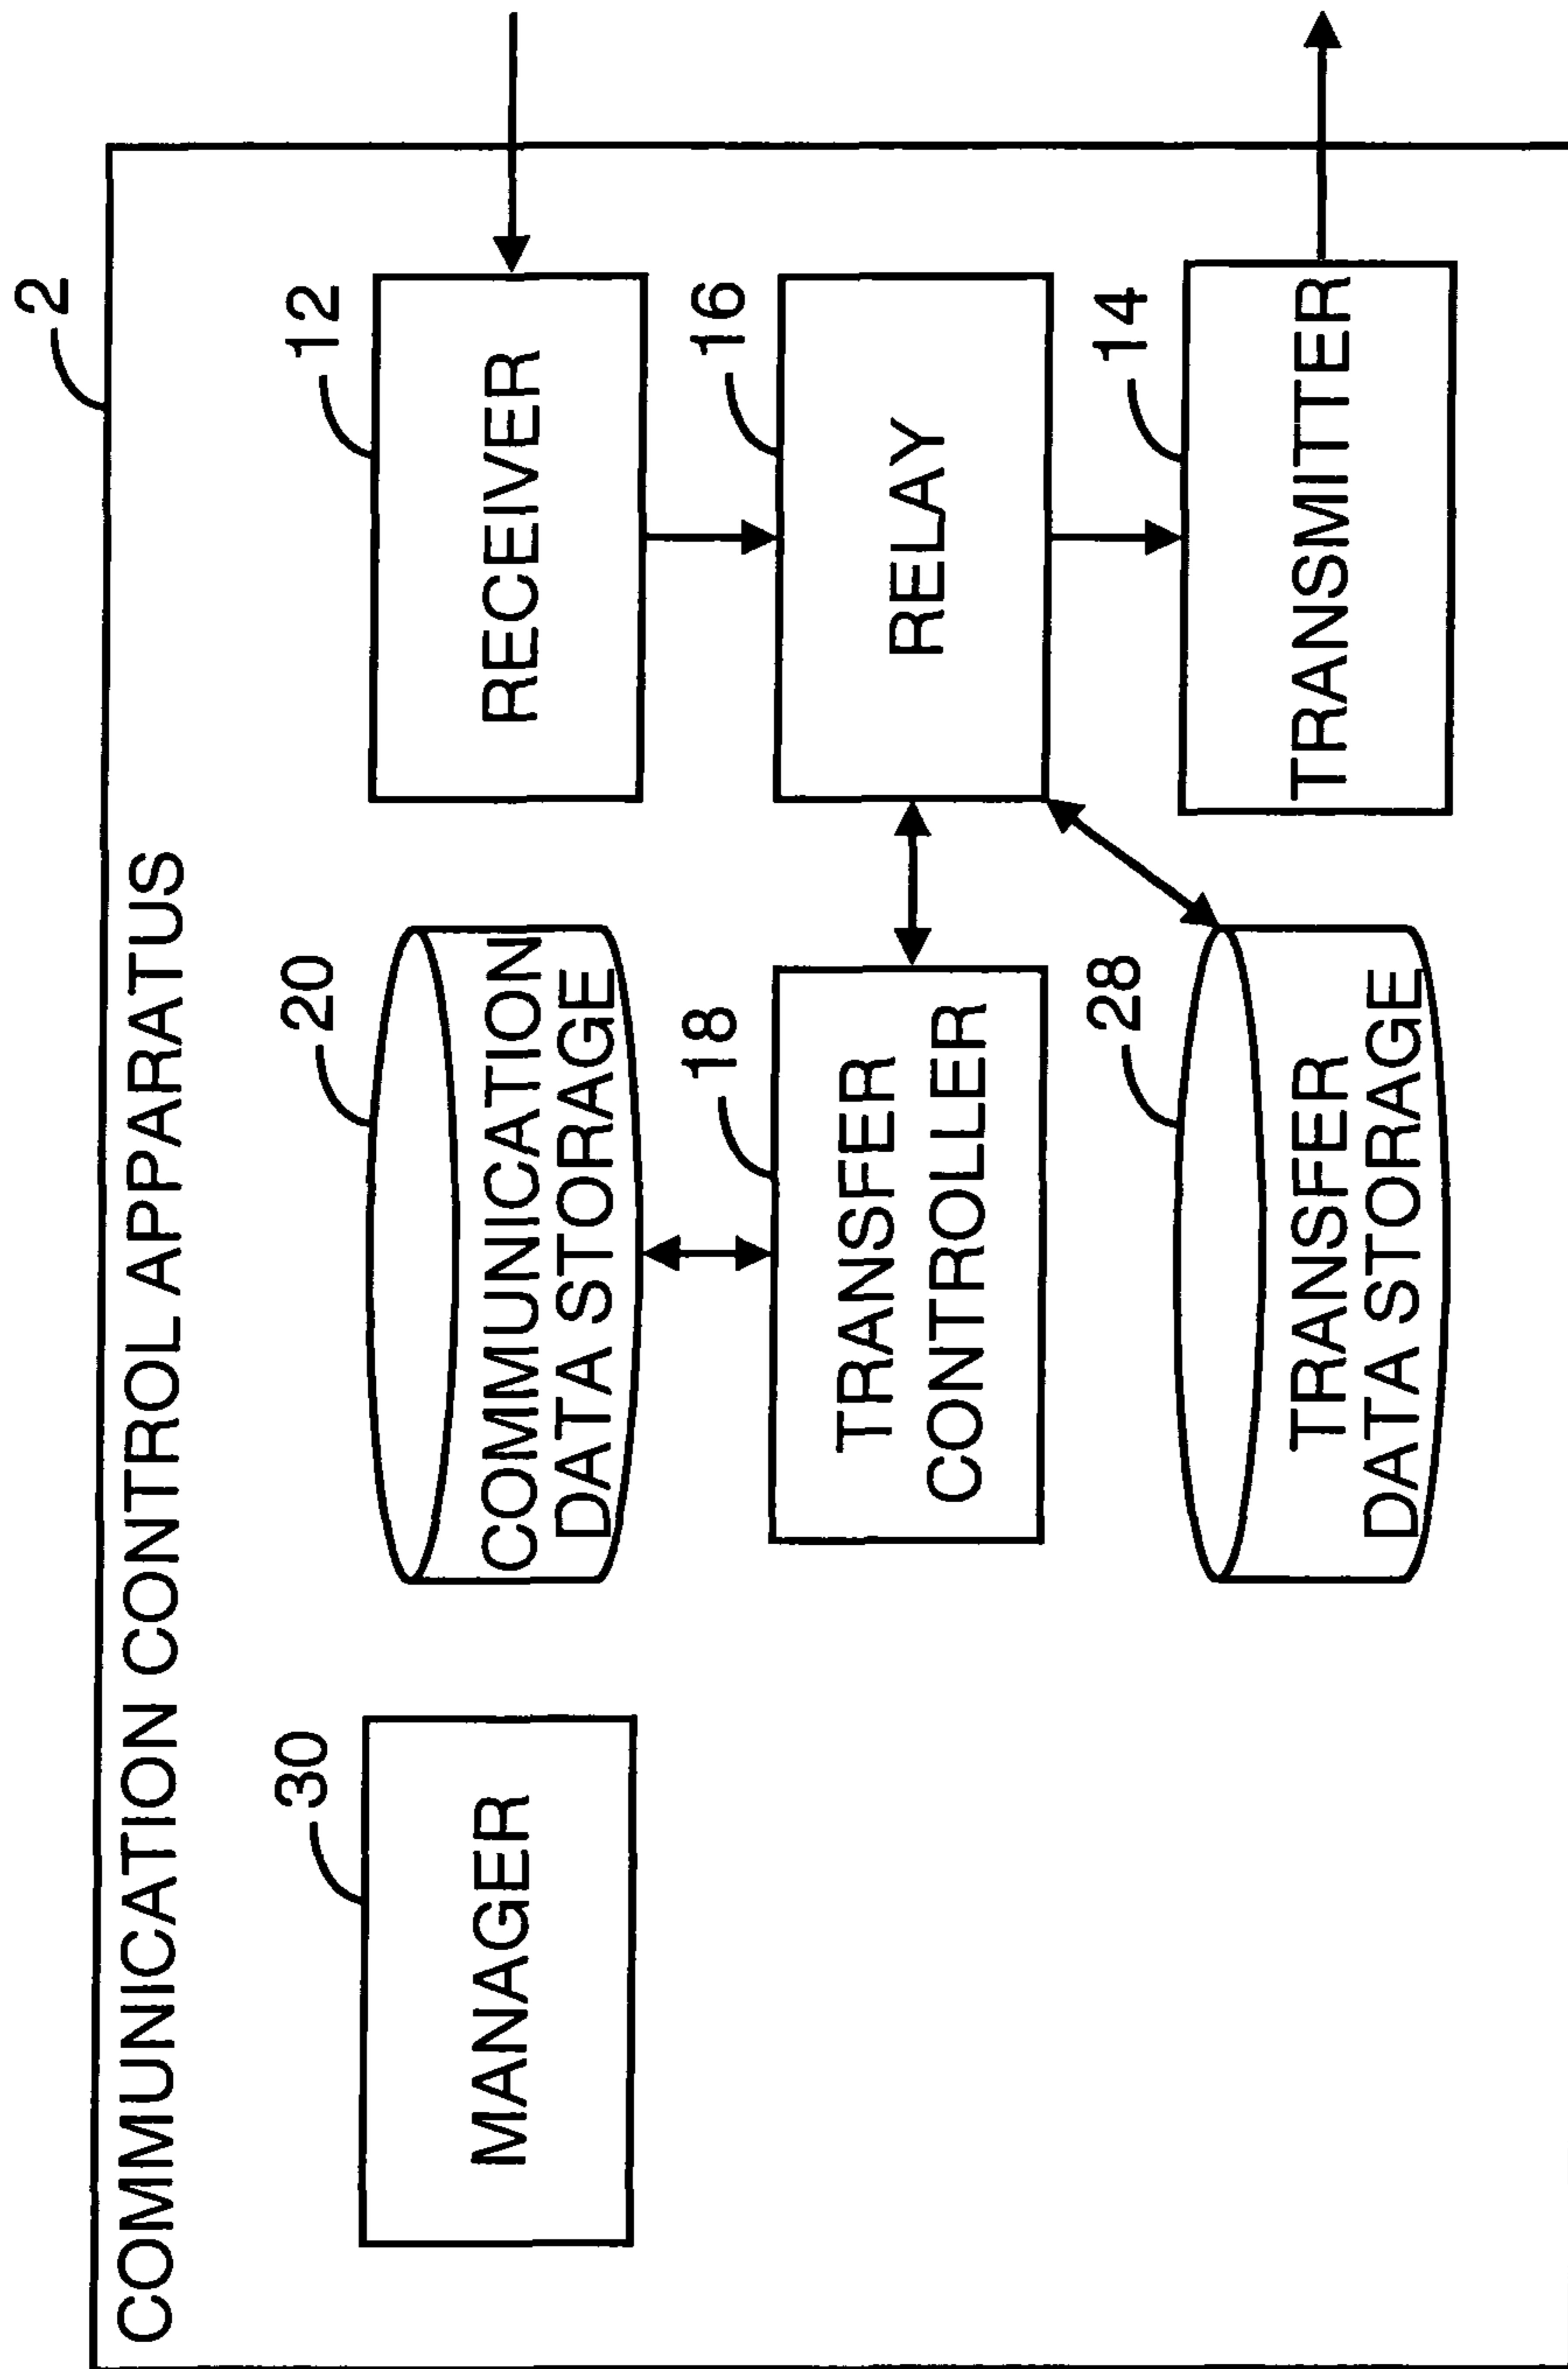 2
COMMUNICATION CONTROL APPARATUS
30
MANAGER
20
COMMUNICATION
DATA STORAGE
12
RECEIVER
18
TRANSFER
CONTROLLER
16
RELAY
28
TRANSFER
DATA STORAGE
14
TRANSMITTER